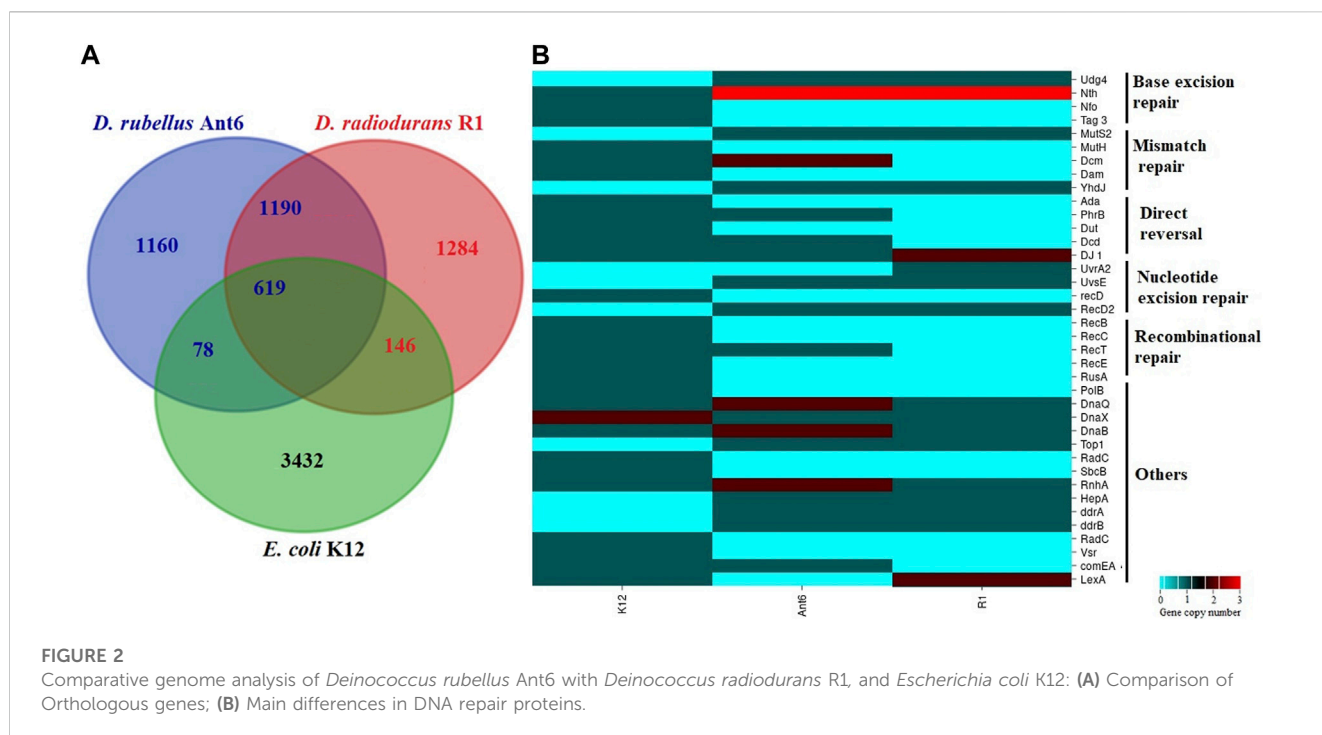 A
B
D. rubellus Ant6
D. radiodurans R1
1190
1160
1284
619
78
146
3432
E. coli K12
Udg4
Nth
Nfo
Tag 3
MutS2
MutH
Dcm
Dam
YhdJ
Ada
PhrB
Dut
Dcd
DJ 1
UvrA2
UvsE
recD
RecD2
RecB
RecC
RecT
RecE
RusA
PolB
DnaQ
DnaX
DnaB
Top1
RadC
SbcB
RnhA
HepA
ddrA
ddrB
RadC
Vsr
comEA
LexA
Base excision
repair
Mismatch
repair
Direct
reversal
Nucleotide
excision repair
Recombinational
repair
Others
K12
Ant6
R1
0 1 2 3
Gene copy number
FIGURE 2
Comparative genome analysis of Deinococcus rubellus Ant6 with Deinococcus radiodurans R1, and Escherichia coli K12: (A) Comparison of
Orthologous genes; (B) Main differences in DNA repair proteins.